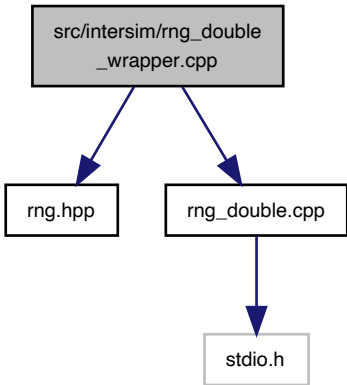 src/intersim/rng_double
_wrapper.cpp
rng.hpp
rng_double.cpp
stdio.h